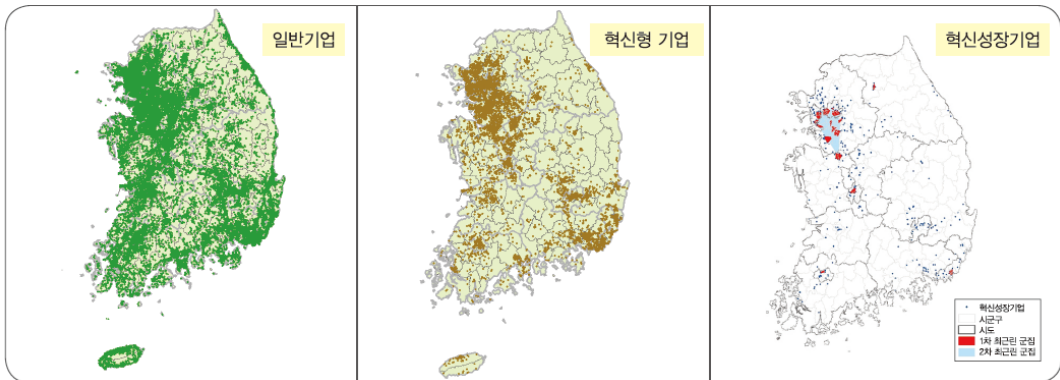 일반기업
혁신형 기업
혁신성장기업
혁신성장기업
시군구
시도
1차 최근린 군집
2차 최근린 군집